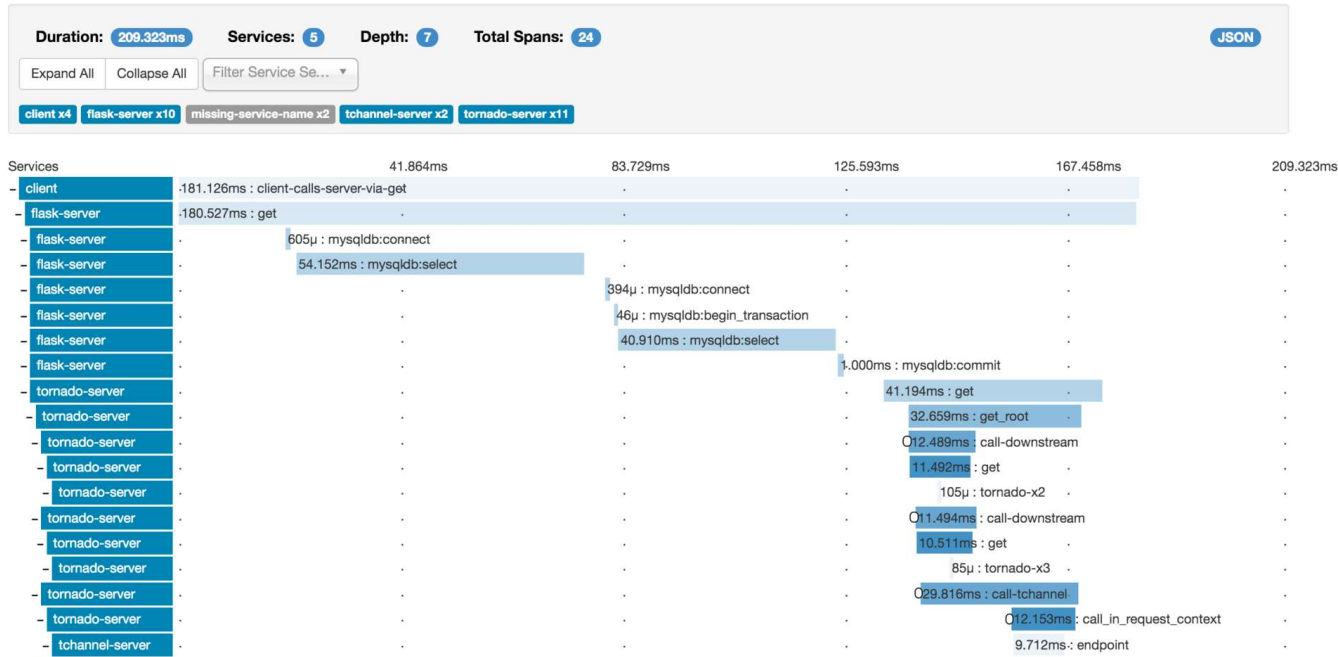 Duration: 209.323ms Services: 5 Depth: 7 Total Spans: 24 JSON
Expand All Collapse All Filter Service Se...
client x4 flask-server x10 missing-service-name x2 tchannel-server x2 tornado-server x11
Services 41.864ms 83.729ms 125.593ms 167.458ms 209.323ms
- client 181.126ms : client-calls-server-via-get
- flask-server 180.527ms : get
- flask-server 605μ : mysqldb:connect
- flask-server 54.152ms : mysqldb:select
- flask-server 394μ : mysqldb:connect
- flask-server 46μ : mysqldb:begin_transaction
- flask-server 40.910ms : mysqldb:select
- flask-server 1.000ms : mysqldb:commit
- tornado-server 41.194ms : get
- tornado-server 32.659ms : get_root
- tornado-server 12.489ms : call-downstream
- tornado-server 11.492ms : get
- tornado-server 105μ : tornado-x2
- tornado-server 11.494ms : call-downstream
- tornado-server 10.511ms : get
- tornado-server 85μ : tornado-x3
- tornado-server 29.816ms : call-tchannel
- tornado-server 12.153ms : call_in_request_context
- tchannel-server 9.712ms : endpoint